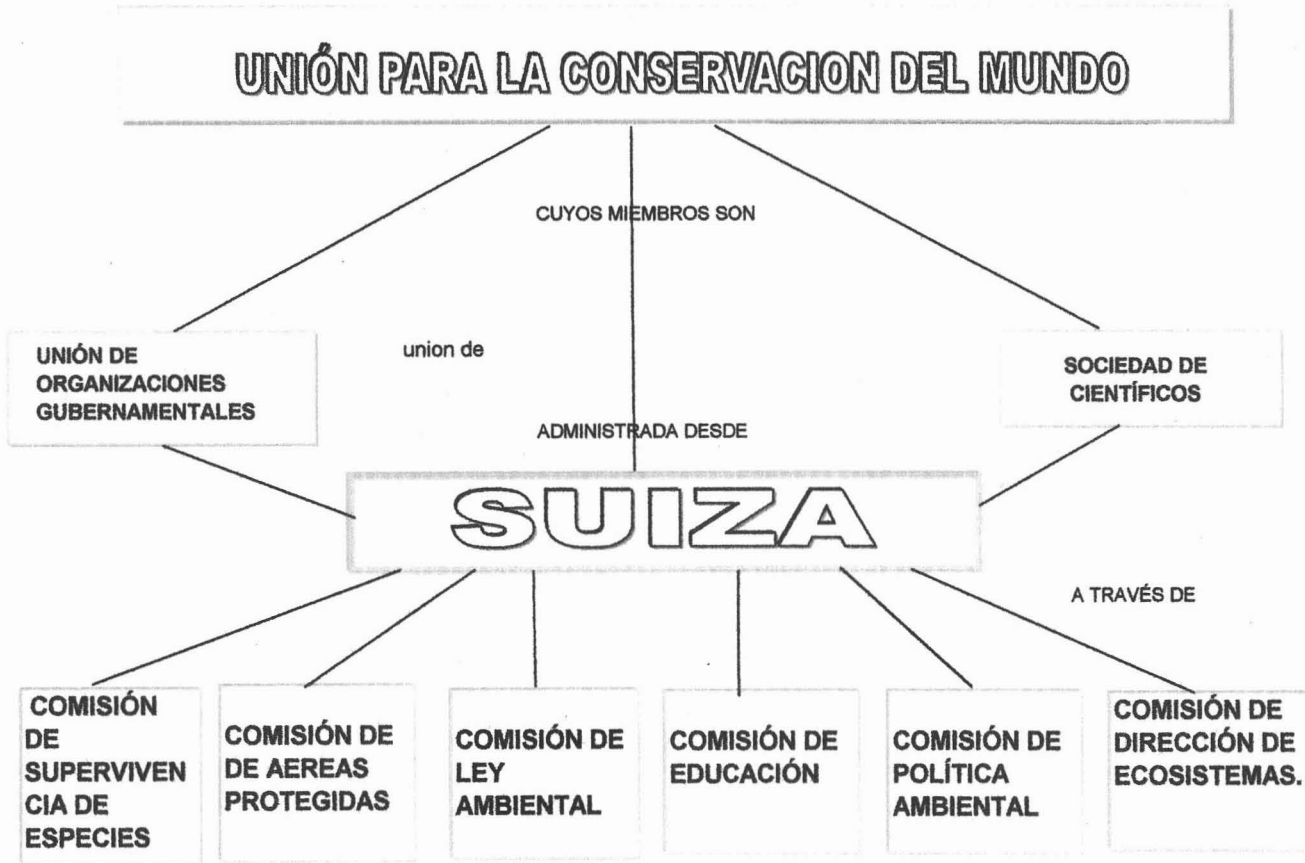 UNIÓN PARA LA CONSERVACION DEL MUNDO
CUYOS MIEMBROS SON
UNIÓN DE
ORGANIZACIONES
GUBERNAMENTALES
union de
SOCIEDAD DE
CIENTÍFICOS
ADMINISTRADA DESDE
SUIZA
A TRAVÉS DE
COMISIÓN
DE
SUPERVIVEN
CIA DE
ESPECIES
COMISIÓN DE
DE AEREAS
PROTEGIDAS
COMISIÓN DE
LEY
AMBIENTAL
COMISIÓN DE
EDUCACIÓN
COMISIÓN DE
POLÍTICA
AMBIENTAL
COMISIÓN DE
DIRECCIÓN DE
ECOSISTEMAS.